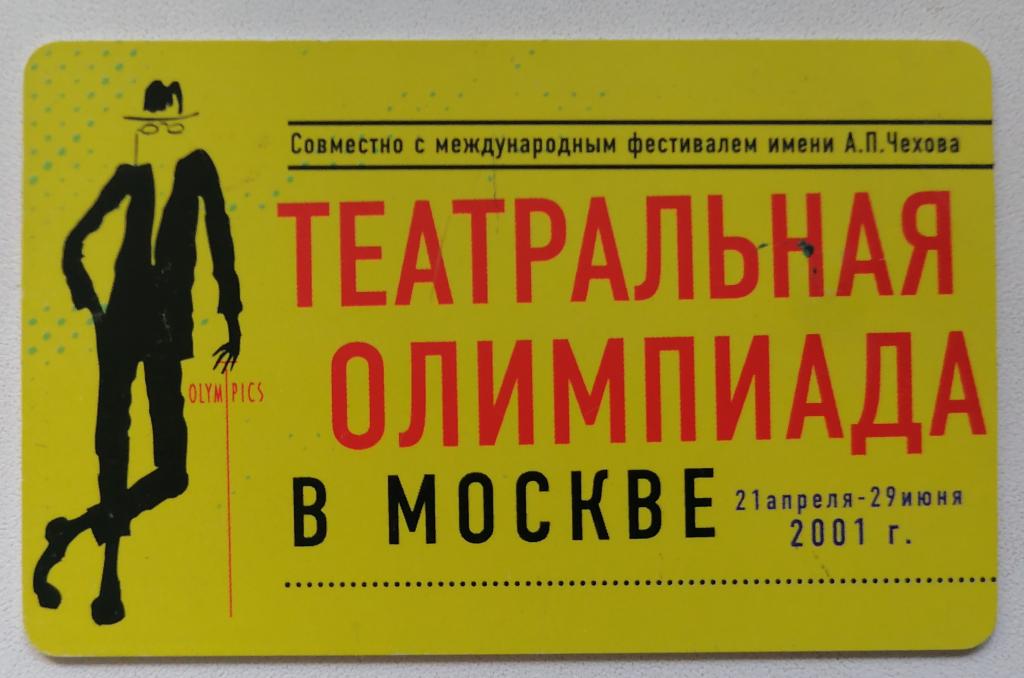 Совместно с международным фестивалем имени А.П.Чехова
ТЕАТРАЛЬНАЯ
ОЛИМПИАДА
В МОСКВЕ
21апреля-29июня
2001 г.
OLYMPICS